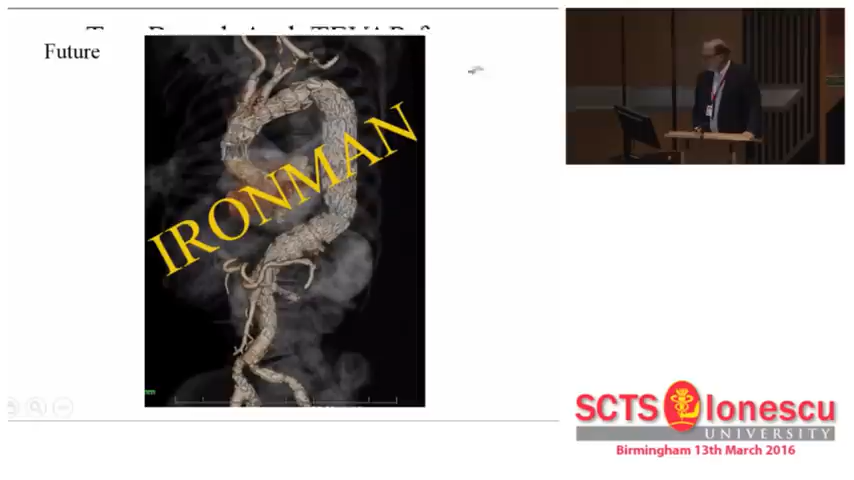 Future
IRONMAN
SCTS Ionescu
UNIVERSITY
Birmingham 13th March 2016